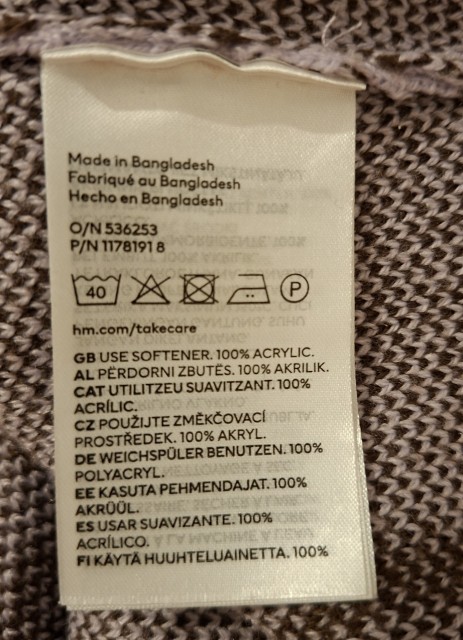 Made in Bangladesh
Fabriqué au Bangladesh
Hecho en Bangladesh
O/N 536253
P/N 1178191 8
40 P
hm.com/takecare
GB USE SOFTENER. 100% ACRYLIC.
AL PËRDORNI ZBUTËS. 100% AKRILIK.
CAT UTILITZEU SUAVITZANT. 100%
ACRÍLIC.
CZ POUŽIJTE ZMĚKČOVACÍ
PROSTŘEDEK. 100% AKRYL.
DE WEICHSPÜLER BENUTZEN. 100%
POLYACRYL.
EE KASUTA PEHMENDAJAT. 100%
AKRÜÜL.
ES USAR SUAVIZANTE. 100%
ACRÍLICO.
FI KÄYTÄ HUUHTELUAINETTA. 100%